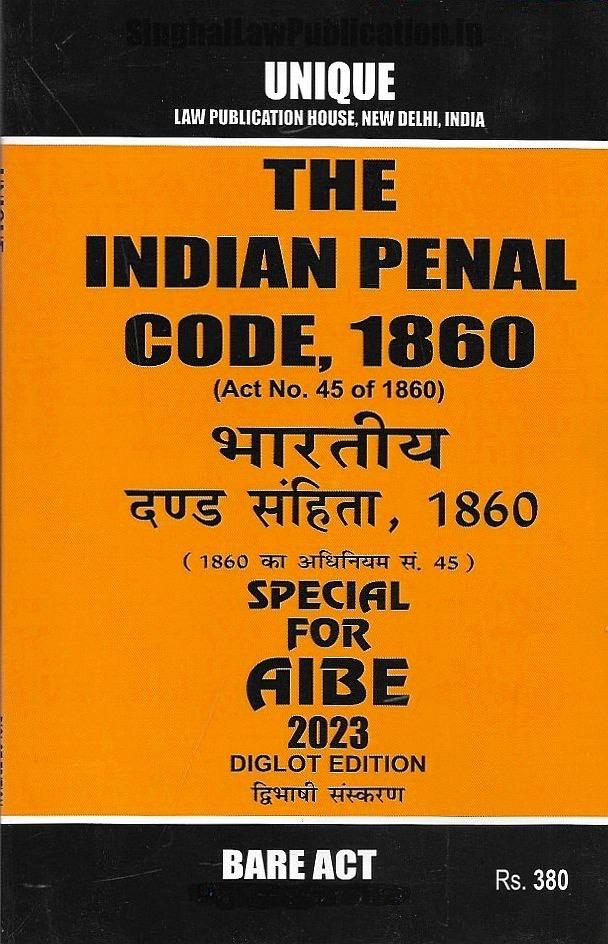 SinghalLawPublication.in
UNIQUE
LAW PUBLICATION HOUSE, NEW DELHI, INDIA
THE
INDIAN PENAL
CODE, 1860
(Act No. 45 of 1860)
भारतीय
दण्ड संहिता, 1860
( 1860 का अधिनियम सं. 45 )
SPECIAL
FOR
AIBE
2023
DIGLOT EDITION
द्विभाषी संस्करण
BARE ACT
Rs. 380